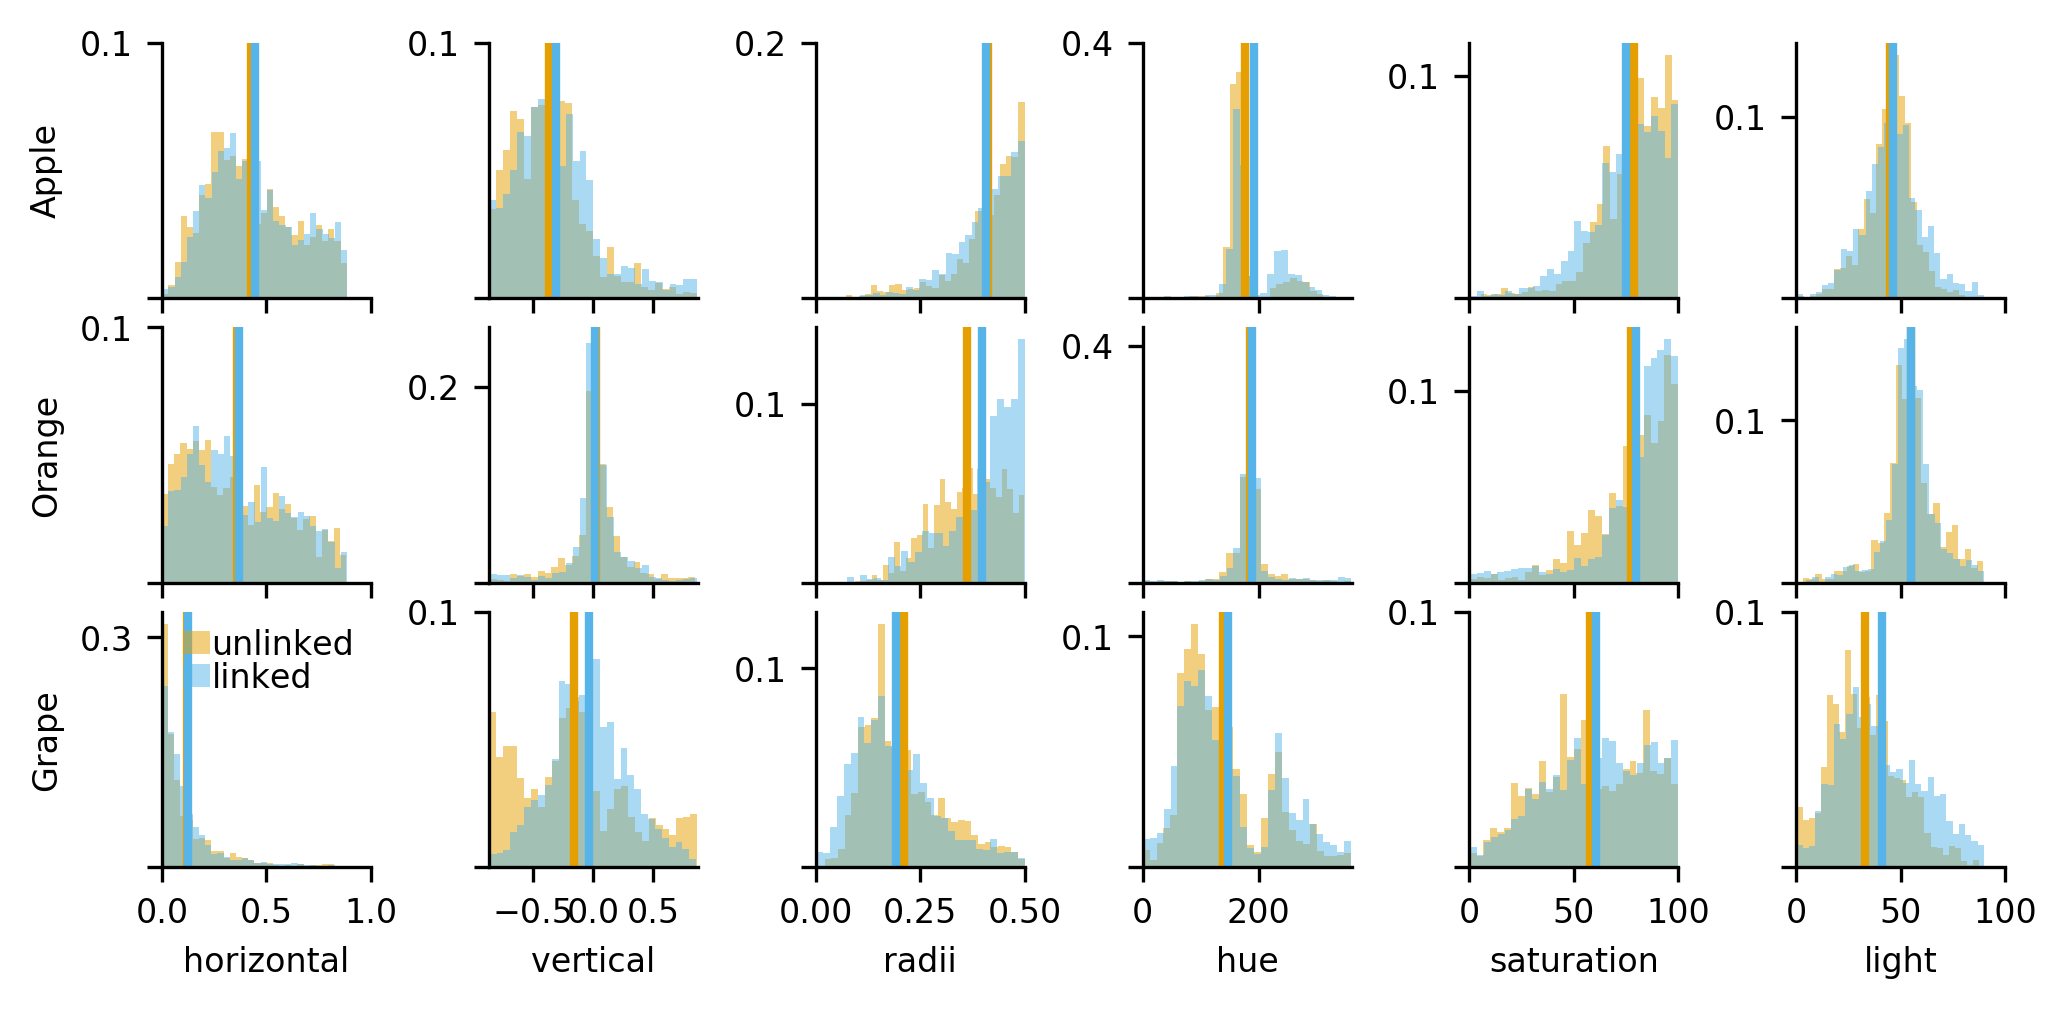 0.1 0.1 0.2 0.4 0.1 0.1
Apple
0.1 0.2 0.1 0.4 0.1 0.1
Orange
0.3 0.1 0.1 0.1 0.1 0.1
unlinked
linked
Grape
0.0 0.5 1.0 −0.5 0.0 0.5 0.00 0.25 0.50 0 200 0 50 100 0 50 100
horizontal vertical radii hue saturation light